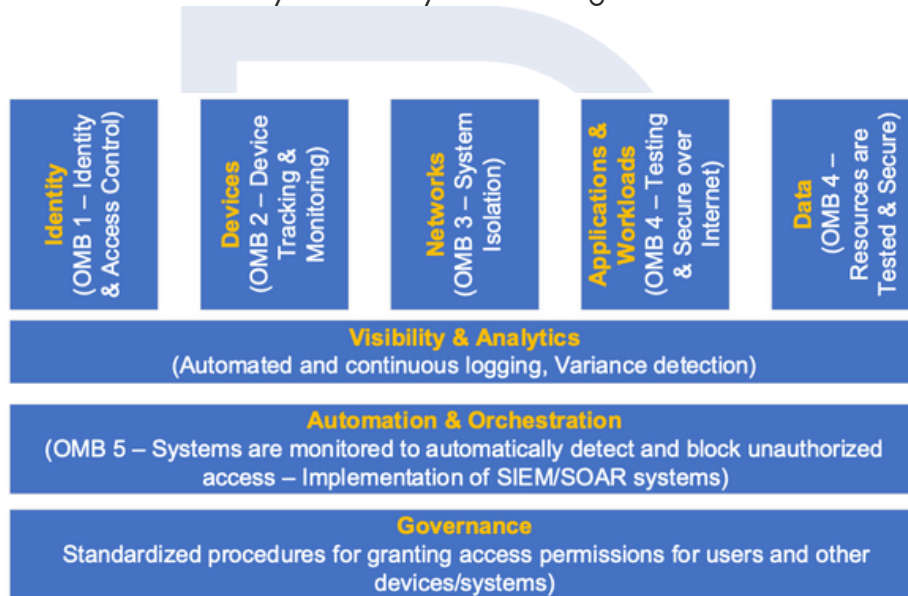 Identity
(OMB 1 – Identity
& Access Control)
Devices
(OMB 2 – Device
Tracking &
Monitoring)
Networks
(OMB 3 – System
Isolation)
Applications &
Workloads
(OMB 4 – Testing
& Secure over
Internet)
Data
(OMB 4 –
Resources are
Tested & Secure)
Visibility & Analytics
(Automated and continuous logging, Variance detection)
Automation & Orchestration
(OMB 5 – Systems are monitored to automatically detect and block unauthorized
access – Implementation of SIEM/SOAR systems)
Governance
Standardized procedures for granting access permissions for users and other
devices/systems)